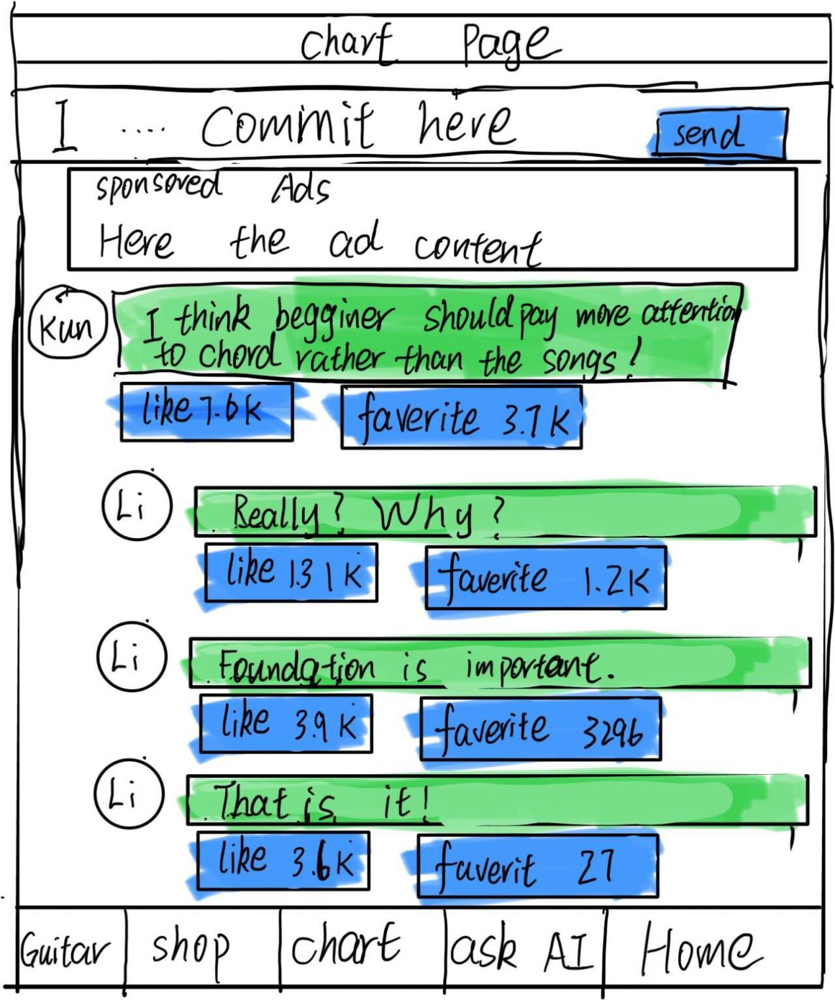 chart Page
I .... Commit here send
sponsored Ads
Here the ad content
Kun
I think begginer should pay more attention
to chord rather than the songs!
like 7.6K faverite 3.7K
Li Really? Why?
like 131K faverite 1.2K
Li Foundation is important.
like 3.9K faverite 3296
Li That is it!
like 3.6K faverit 27
Guitar shop chart ask AI Home